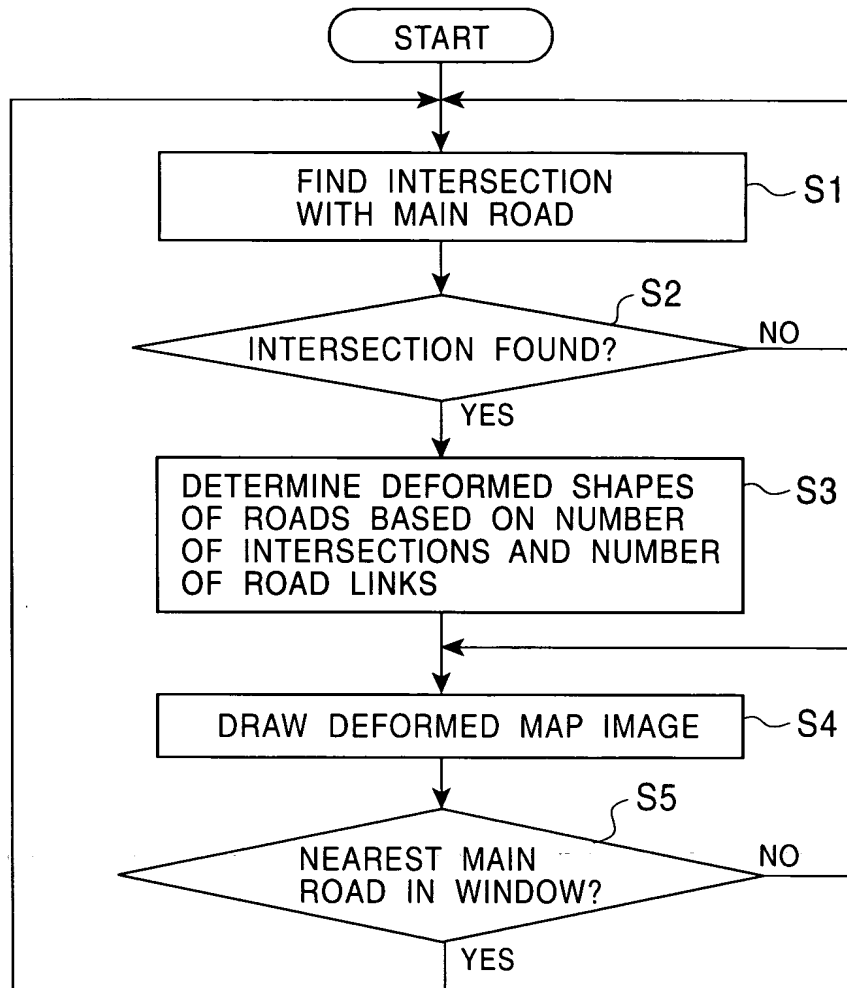 START
FIND INTERSECTION
WITH MAIN ROAD
S1
S2
INTERSECTION FOUND?
NO
YES
DETERMINE DEFORMED SHAPES
OF ROADS BASED ON NUMBER
OF INTERSECTIONS AND NUMBER
OF ROAD LINKS
S3
DRAW DEFORMED MAP IMAGE
S4
S5
NEAREST MAIN
ROAD IN WINDOW?
NO
YES